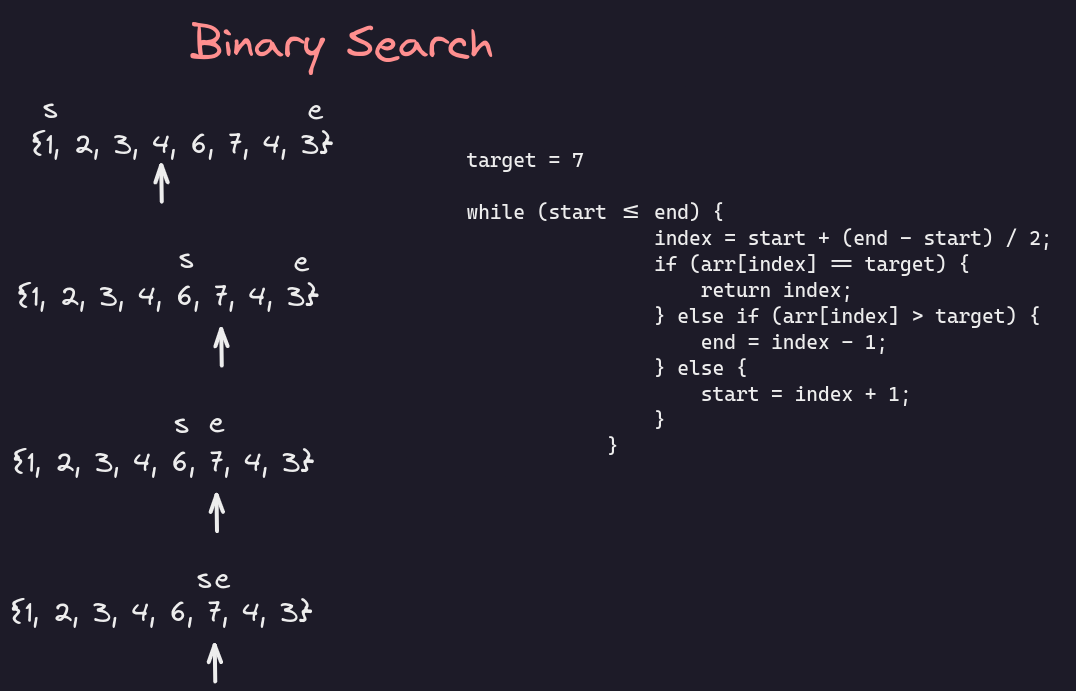 Binary Search
s e
{1, 2, 3, 4, 6, 7, 4, 3}
s e
{1, 2, 3, 4, 6, 7, 4, 3}
s e
{1, 2, 3, 4, 6, 7, 4, 3}
s e
{1, 2, 3, 4, 6, 7, 4, 3}
target = 7
while (start ≤ end) {
index = start + (end - start) / 2;
if (arr[index] == target) {
return index;
} else if (arr[index] > target) {
end = index - 1;
} else {
start = index + 1;
}
}